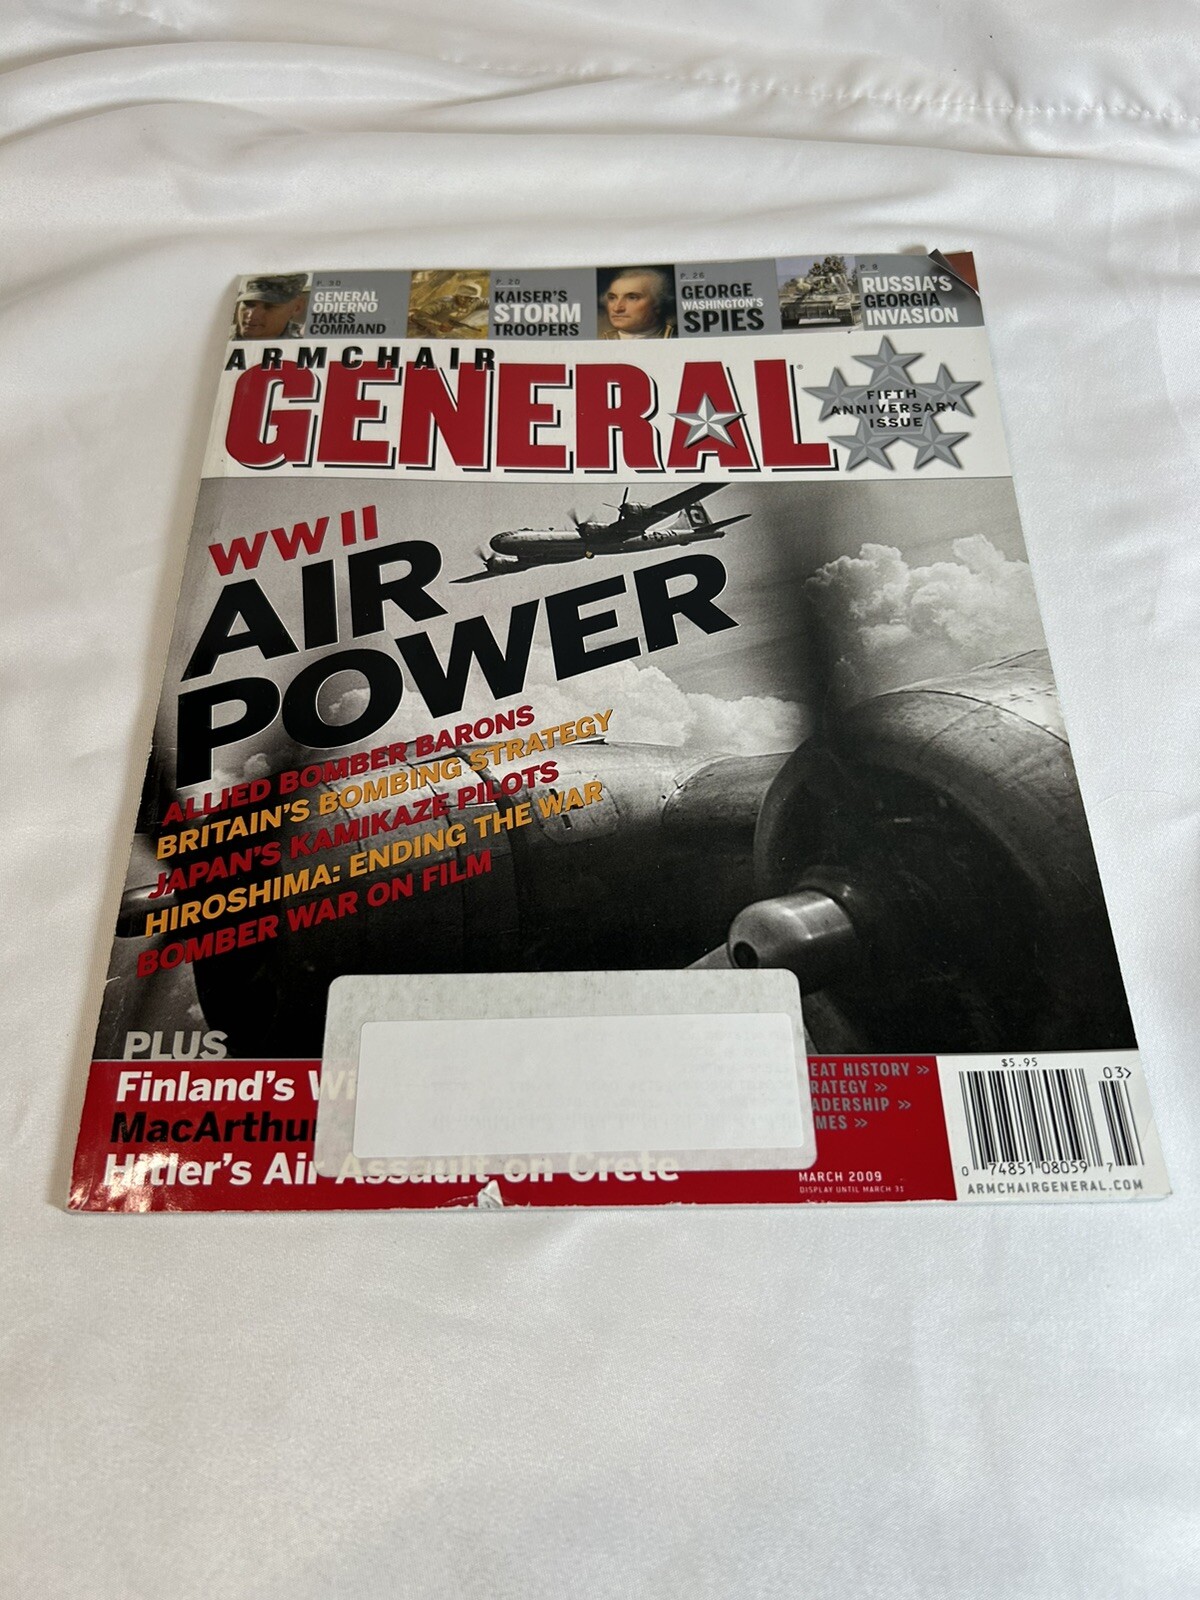 P. 30
GENERAL
ODIERNO
TAKES
COMMAND
P. 20
KAISER'S
STORM
TROOPERS
P. 26
GEORGE
WASHINGTON'S
SPIES
P. 8
RUSSIA'S
GEORGIA
INVASION
ARMCHAIR
GENERAL
FIFTH
ANNIVERSARY
ISSUE
WWII
AIR
POWER
ALLIED BOMBER BARONS
BRITAIN'S BOMBING STRATEGY
JAPAN'S KAMIKAZE PILOTS
HIROSHIMA: ENDING THE WAR
BOMBER WAR ON FILM
PLUS
Finland's
MacArthur
Hitler's Air Assault on Crete
HISTORY »
MARCH 2009
DISPLAY UNTIL MARCH 31
$5.95
03>
0 74851 08059 7
ARMCHAIRGENERAL.COM